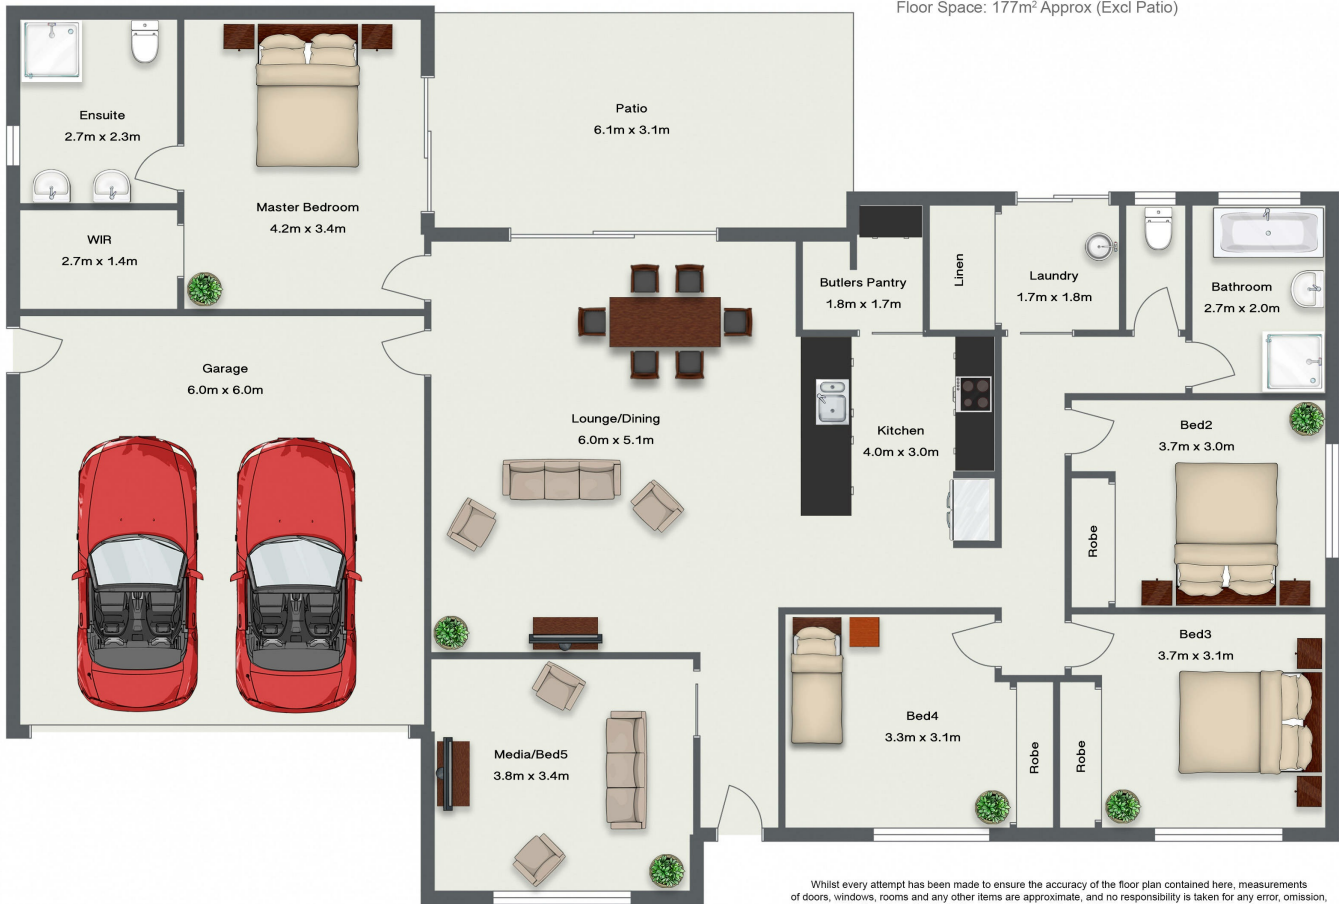 Floor Space: 177m² Approx (Excl Patio)
Ensuite
2.7m x 2.3m
Patio
6.1m x 3.1m
Master Bedroom
4.2m x 3.4m
WIR
2.7m x 1.4m
Butlers Pantry
1.8m x 1.7m
Linen
Laundry
1.7m x 1.8m
Bathroom
2.7m x 2.0m
Garage
6.0m x 6.0m
Lounge/Dining
6.0m x 5.1m
Kitchen
4.0m x 3.0m
Bed2
3.7m x 3.0m
Robe
Bed3
3.7m x 3.1m
Bed4
3.3m x 3.1m
Robe
Robe
Media/Bed5
3.8m x 3.4m
Whilst every attempt has been made to ensure the accuracy of the floor plan contained here, measurements
of doors, windows, rooms and any other items are approximate, and no responsibility is taken for any error, omission,